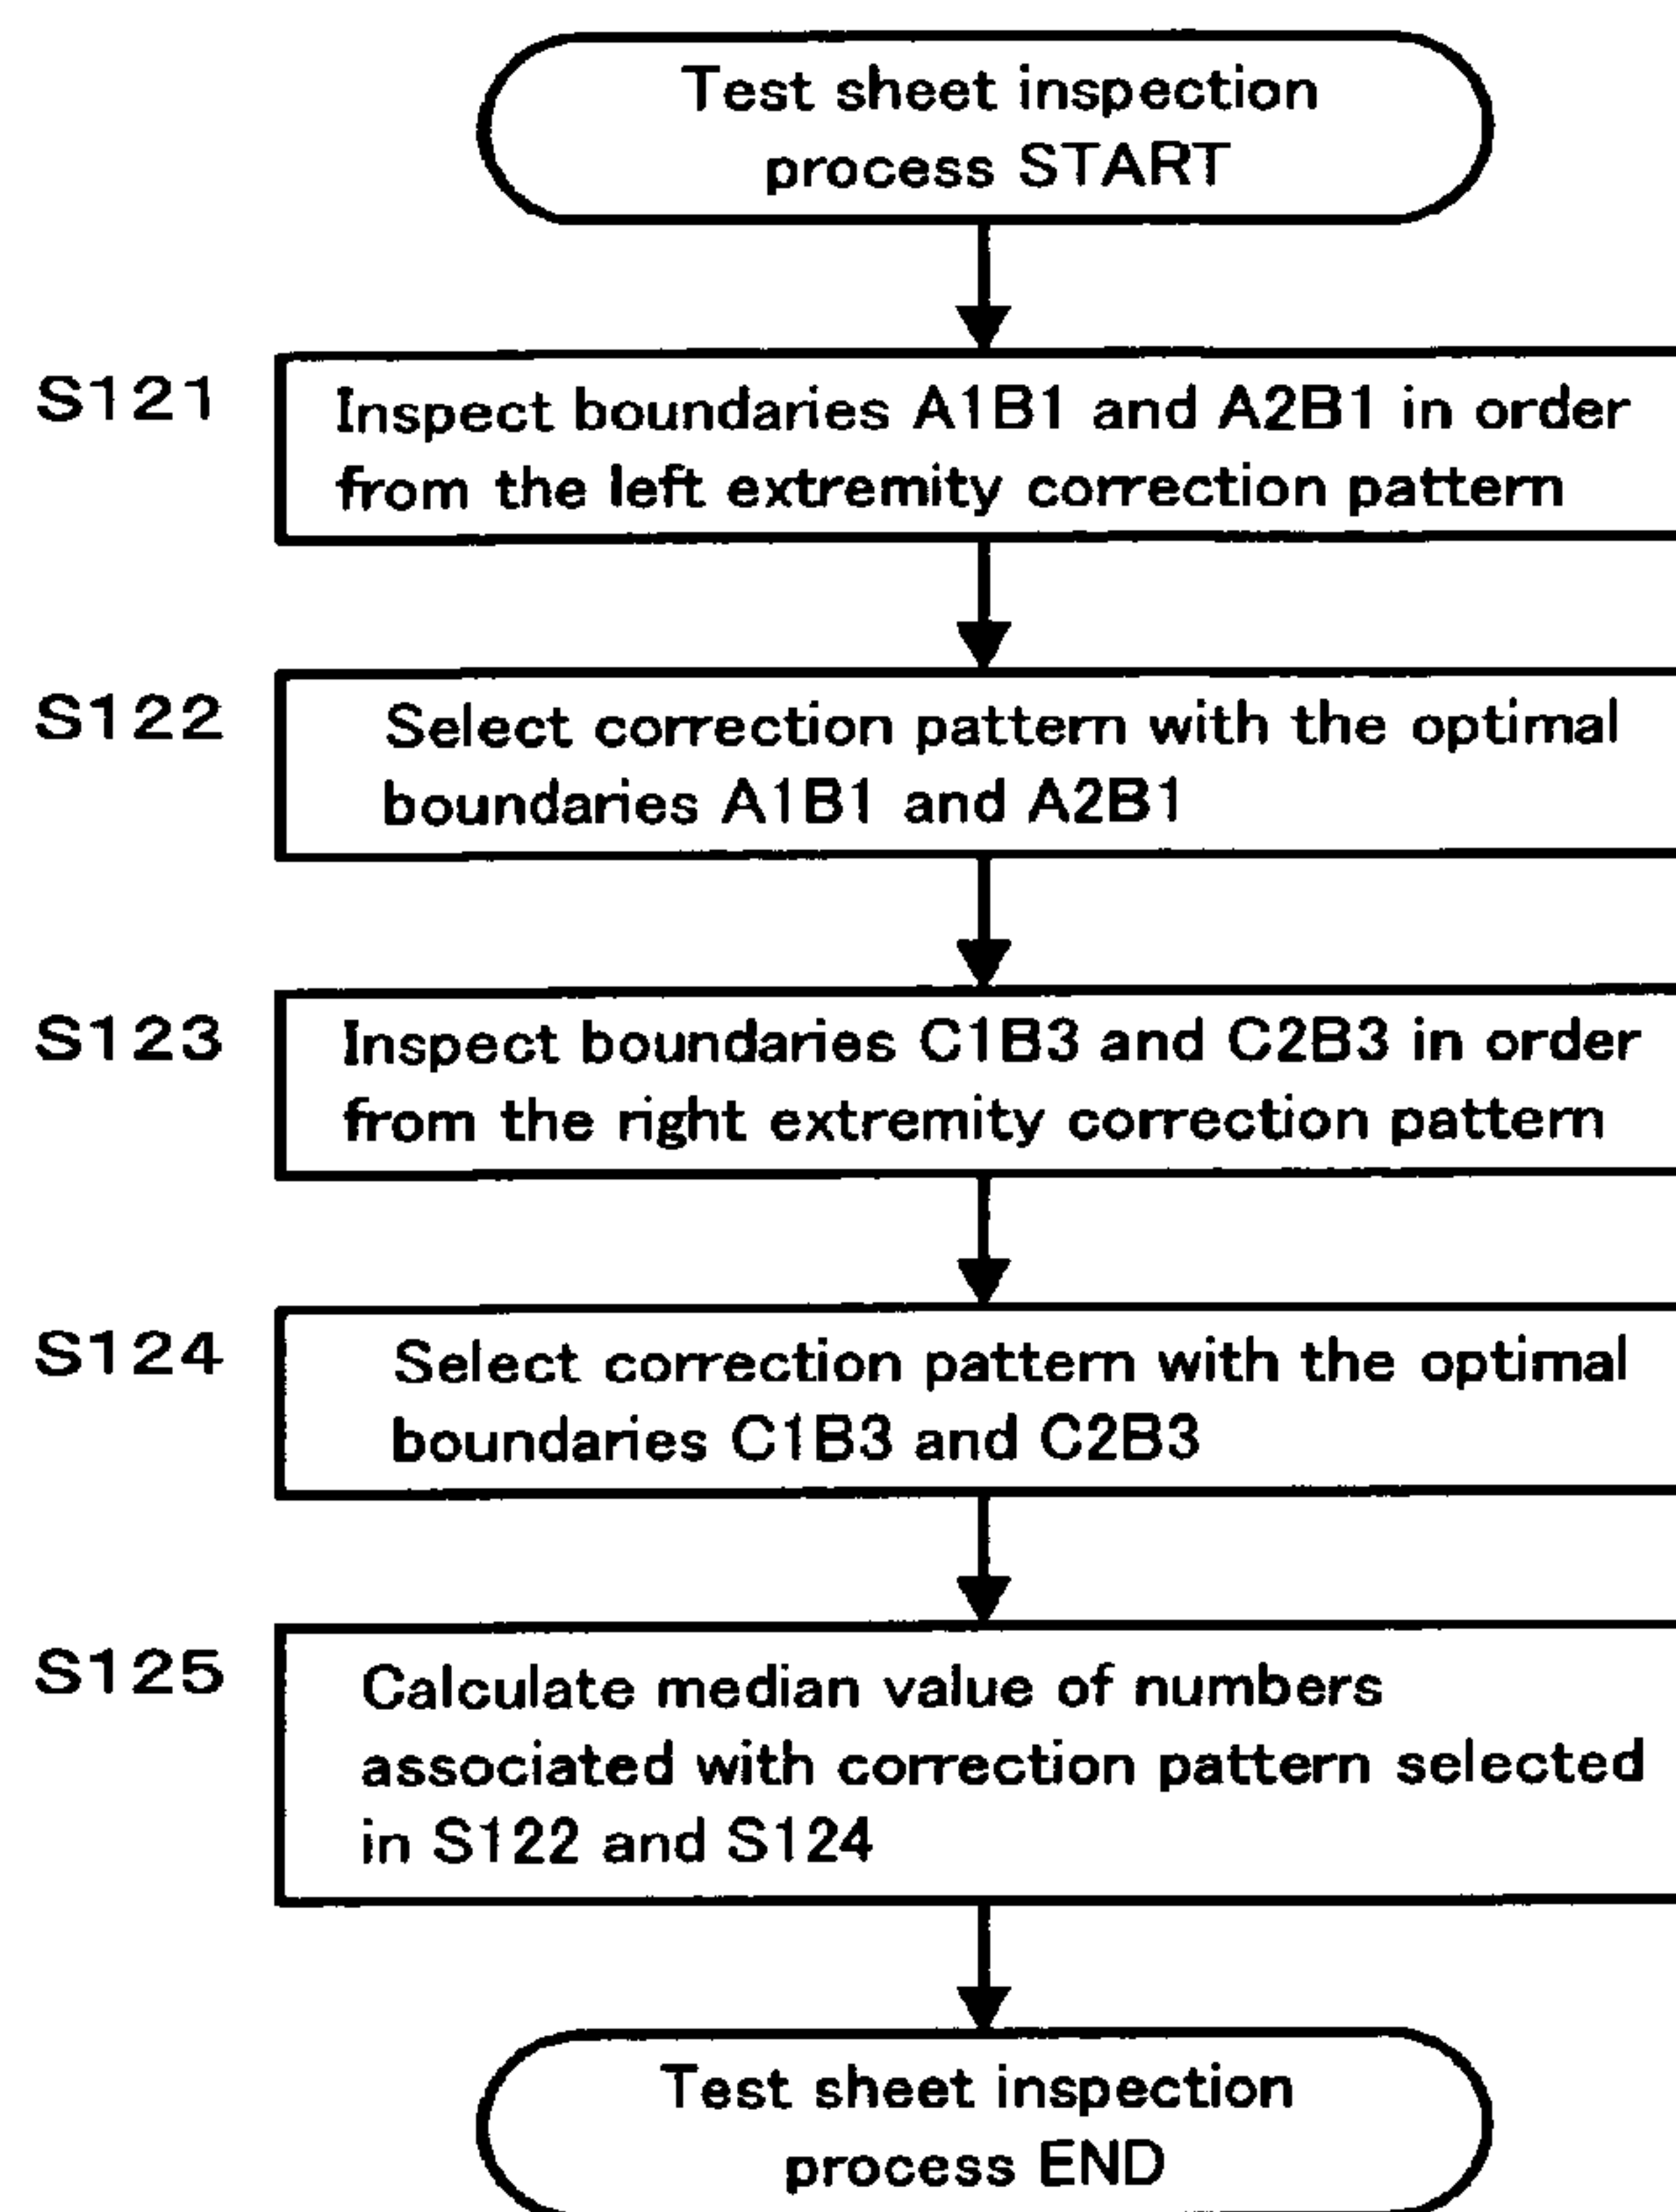 Test sheet inspection
process START
S121
Inspect boundaries A1B1 and A2B1 in order
from the left extremity correction pattern
S122
Select correction pattern with the optimal
boundaries A1B1 and A2B1
S123
Inspect boundaries C1B3 and C2B3 in order
from the right extremity correction pattern
S124
Select correction pattern with the optimal
boundaries C1B3 and C2B3
S125
Calculate median value of numbers
associated with correction pattern selected
in S122 and S124
Test sheet inspection
process END